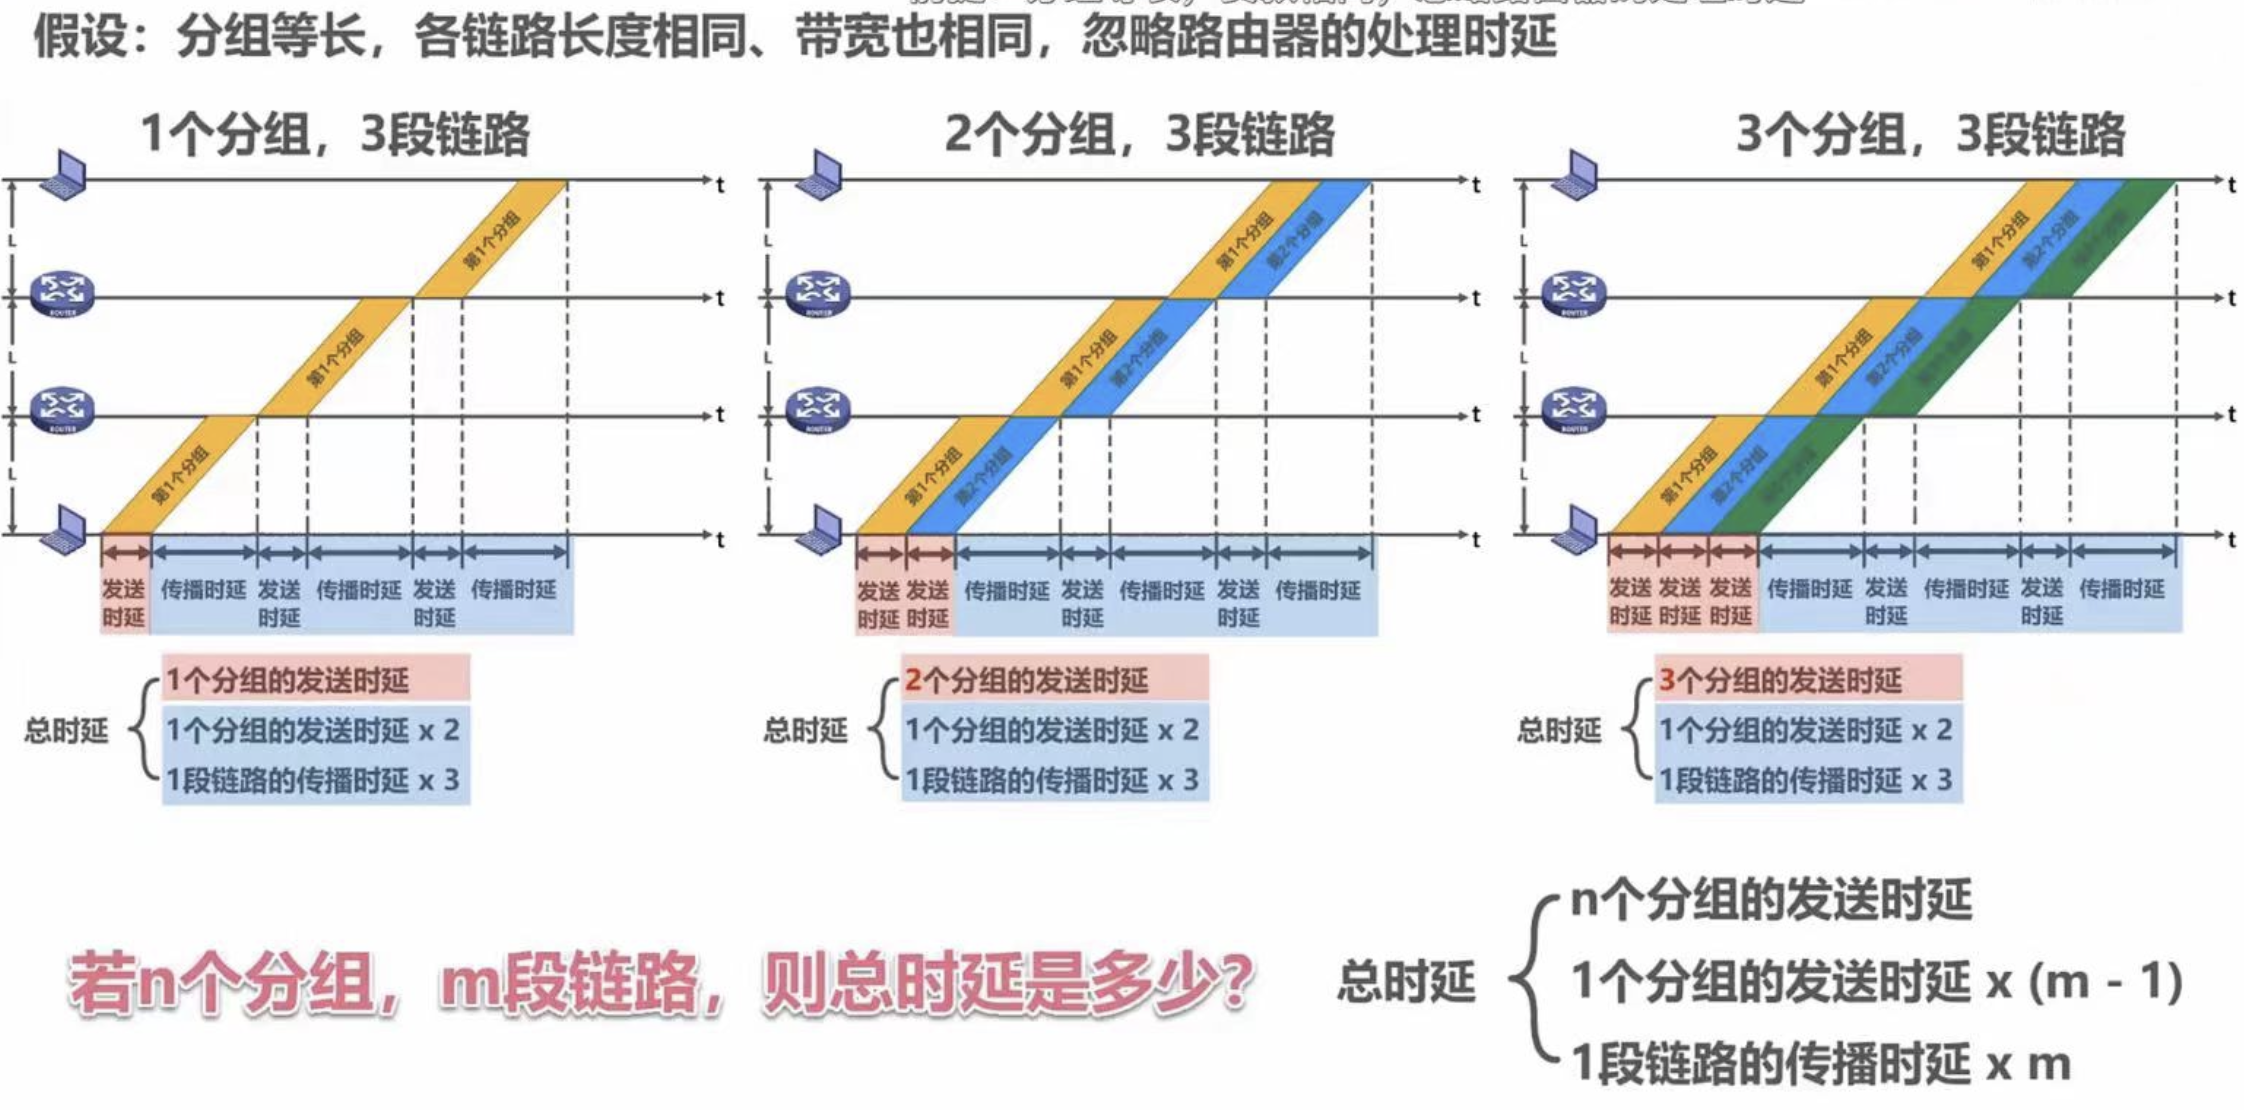 假设：分组等长，各链路长度相同、带宽也相同，忽略路由器的处理时延
1个分组，3段链路
t
L
第1个分组
t
ROUTER
L
第1个分组
t
ROUTER
L
第1个分组
t
发送时延
传播时延
发送时延
传播时延
发送时延
传播时延
总时延
1个分组的发送时延
1个分组的发送时延 x 2
1段链路的传播时延 x 3
2个分组，3段链路
t
L
第1个分组
第2个分组
t
ROUTER
L
第1个分组
第2个分组
t
ROUTER
L
第1个分组
第2个分组
t
发送时延
发送时延
传播时延
发送时延
传播时延
发送时延
传播时延
总时延
2个分组的发送时延
1个分组的发送时延 x 2
1段链路的传播时延 x 3
3个分组，3段链路
t
L
第1个分组
第2个分组
t
ROUTER
L
第1个分组
第2个分组
t
ROUTER
L
第1个分组
第2个分组
t
发送时延
发送时延
发送时延
传播时延
发送时延
传播时延
发送时延
传播时延
总时延
3个分组的发送时延
1个分组的发送时延 x 2
1段链路的传播时延 x 3
若n个分组，m段链路，则总时延是多少？
总时延
n个分组的发送时延
1个分组的发送时延 x (m - 1)
1段链路的传播时延 x m